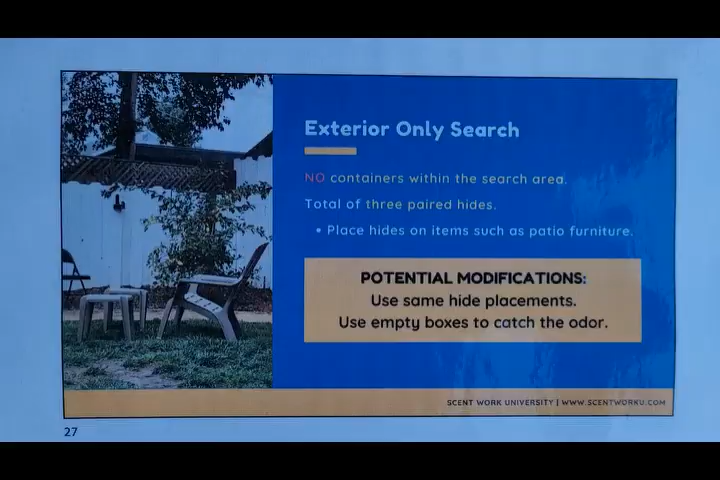 Exterior Only Search
NO containers within the search area.
Total of three paired hides.
• Place hides on items such as patio furniture.
POTENTIAL MODIFICATIONS:
Use same hide placements.
Use empty boxes to catch the odor.
SCENT WORK UNIVERSITY | WWW.SCENTWORKU.COM
27